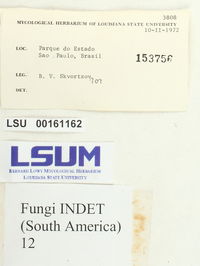 3808
MYCOLOGICAL HERBARIUM OF LOUISIANA STATE UNIVERSITY
10-II-1972
LOC. Parque do Estado
Sao Paulo, Brasil
153756
LEG. B. V. Skvortzov
DET.
LSU 00161162
LSUM
BERNARD LOWY MYCOLOGICAL HERBARIUM
LOUISIANA STATE UNIVERSITY
Fungi INDET
(South America)
12